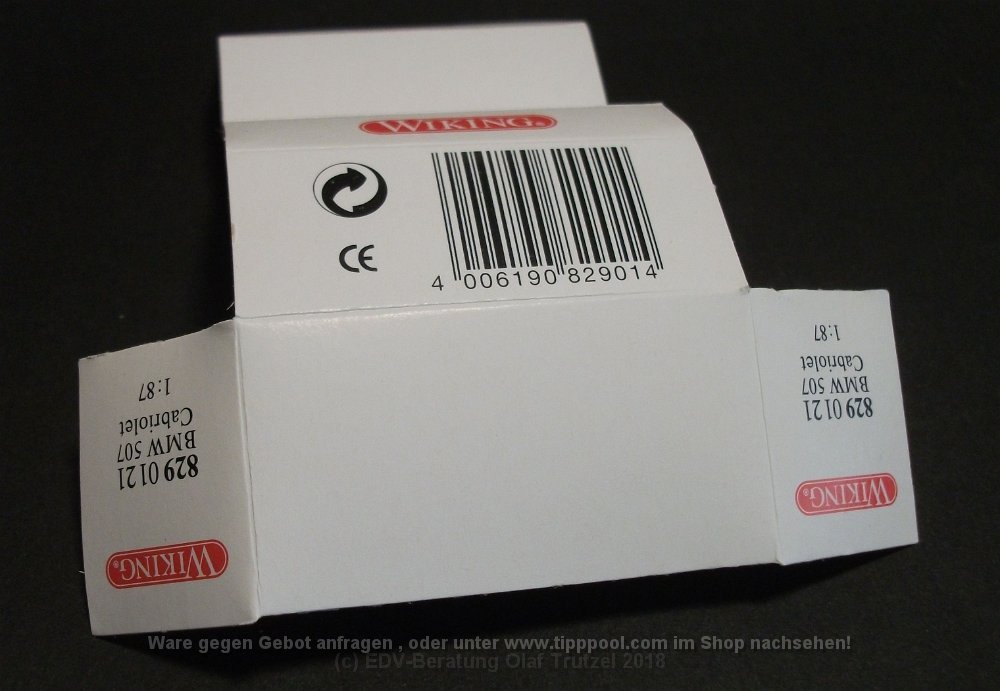 WIKING®
CE
4 006190 829014
1:87
Cabriolet
BMW 507
829 01 21
WIKING®
829 01 21
BMW 507
Cabriolet
1:87
WIKING®
Ware gegen Gebot anfragen , oder unter www.tipppool.com im Shop nachsehen!
(c) EDV-Beratung Olaf Trutzel 2018